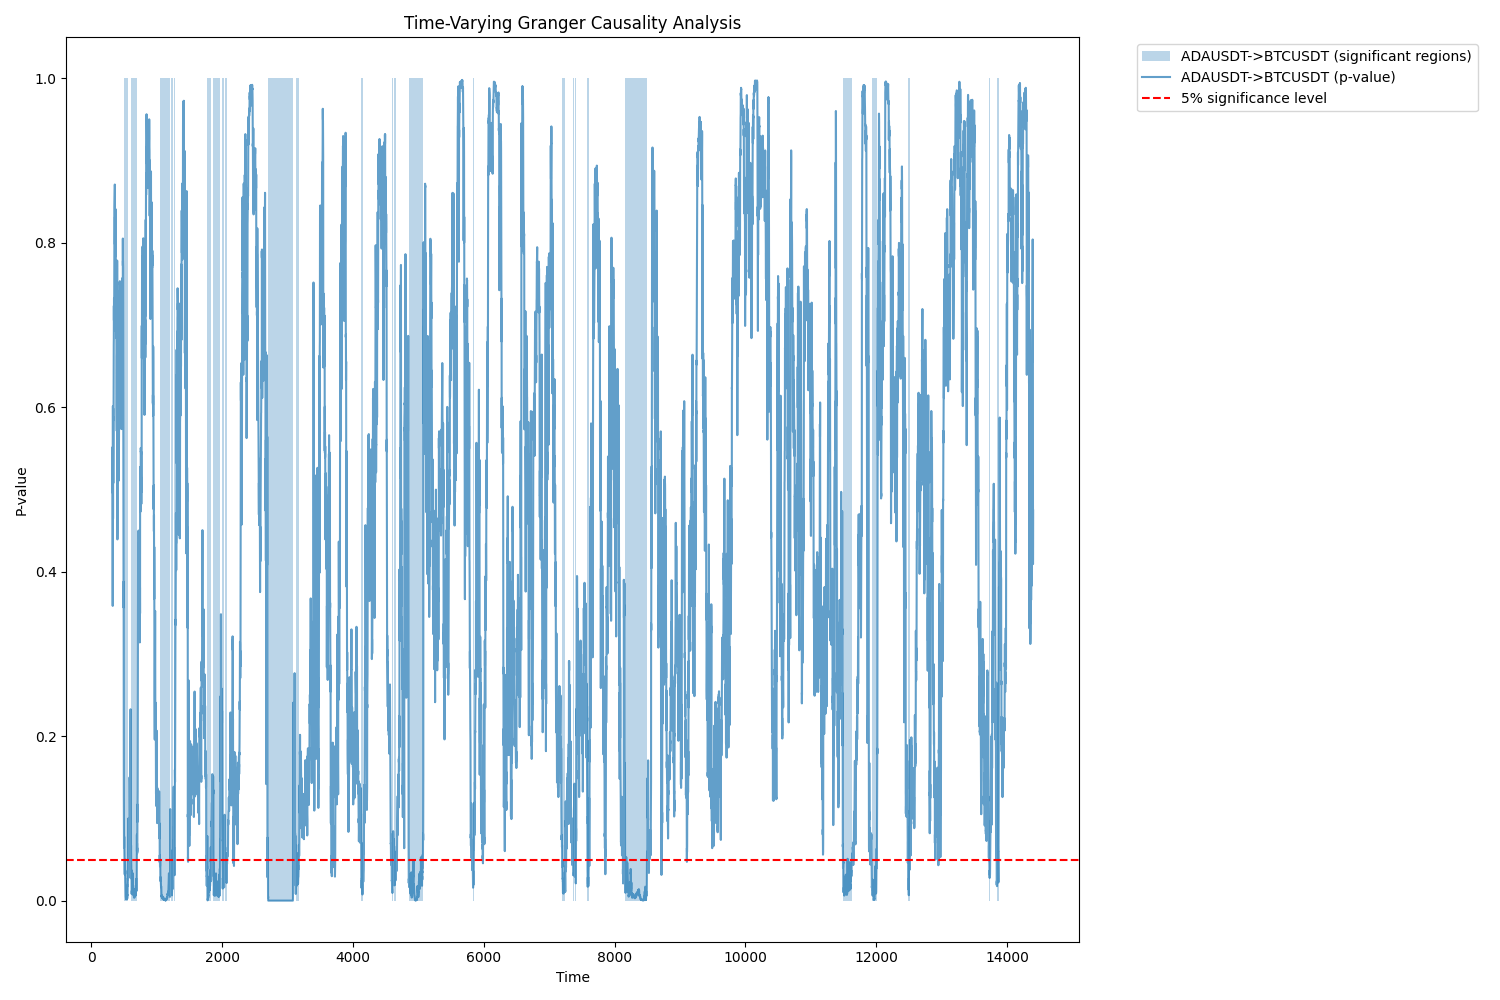 Time-Varying Granger Causality Analysis
ADAUSDT->BTCUSDT (significant regions)
ADAUSDT->BTCUSDT (p-value)
5% significance level
1.0
0.8
0.6
0.4
0.2
0.0
P-value
0 2000 4000 6000 8000 10000 12000 14000
Time